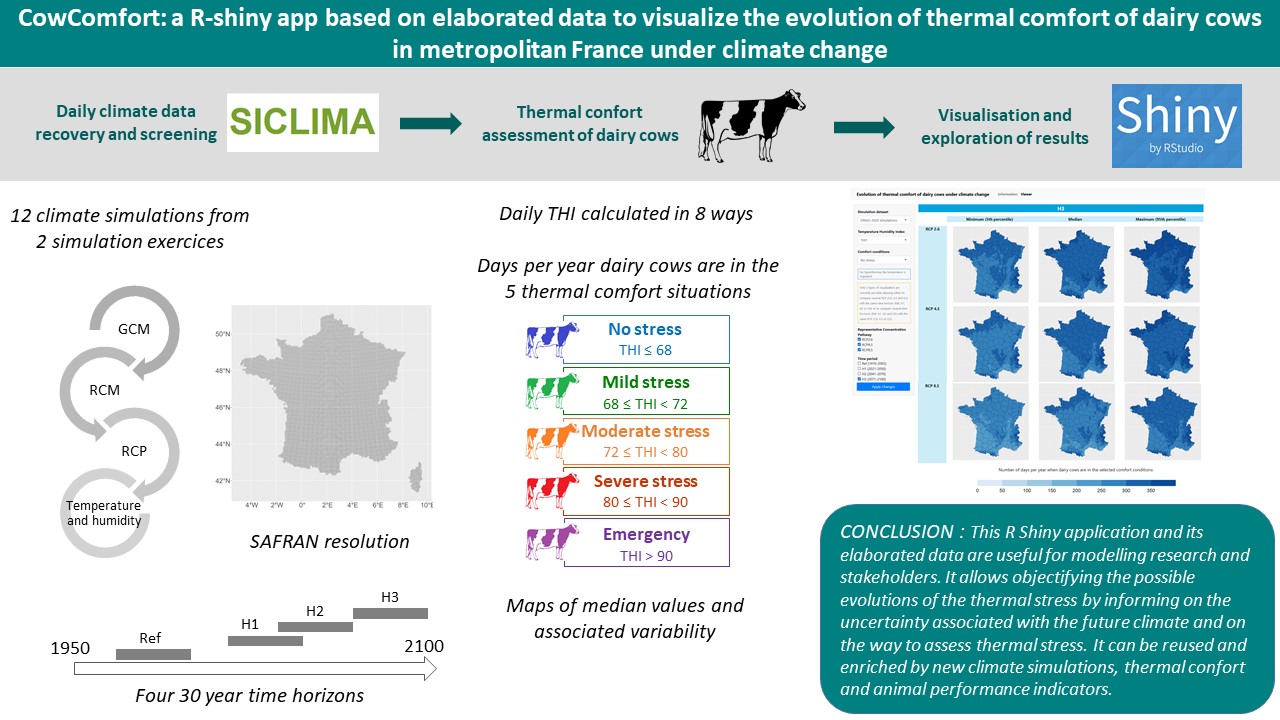 CowComfort: a R-shiny app based on elaborated data to visualize the evolution of thermal comfort of dairy cows
in metropolitan France under climate change
Daily climate data
recovery and screening
SICLIMA
Thermal confort
assessment of dairy cows
Visualisation and
exploration of results
Shiny
by RStudio
12 climate simulations from
2 simulation exercices
GCM
RCM
RCP
Temperature
and humidity
50°N
48°N
46°N
44°N
42°N
4°W 2°W 0° 2°E 4°E 6°E 8°E 10°E
SAFRAN resolution
1950
Ref
H1
H2
H3
2100
Four 30 year time horizons
Daily THI calculated in 8 ways
Days per year dairy cows are in the
5 thermal comfort situations
No stress
THI ≤ 68
Mild stress
68 ≤ THI < 72
Moderate stress
72 ≤ THI < 80
Severe stress
80 ≤ THI < 90
Emergency
THI > 90
Maps of median values and
associated variability
Evolution of thermal comfort of dairy cows under climate change Information Viewer
Simulation dataset
Temperature Humidity Index
Comfort conditions
No stress
Representative Concentration
Pathway
RCP2.6
RCP4.5
RCP8.5
Time period
Apply changes
H3
Minimum (5th percentile) Median Maximum (95th percentile)
RCP 2.6
RCP 4.5
RCP 8.5
Number of days per year when dairy cows are in the selected comfort conditions
0 50 100 150 200 250 300 350
CONCLUSION : This R Shiny application and its
elaborated data are useful for modelling research and
stakeholders. It allows objectifying the possible
evolutions of the thermal stress by informing on the
uncertainty associated with the future climate and on
the way to assess thermal stress. It can be reused and
enriched by new climate simulations, thermal confort
and animal performance indicators.